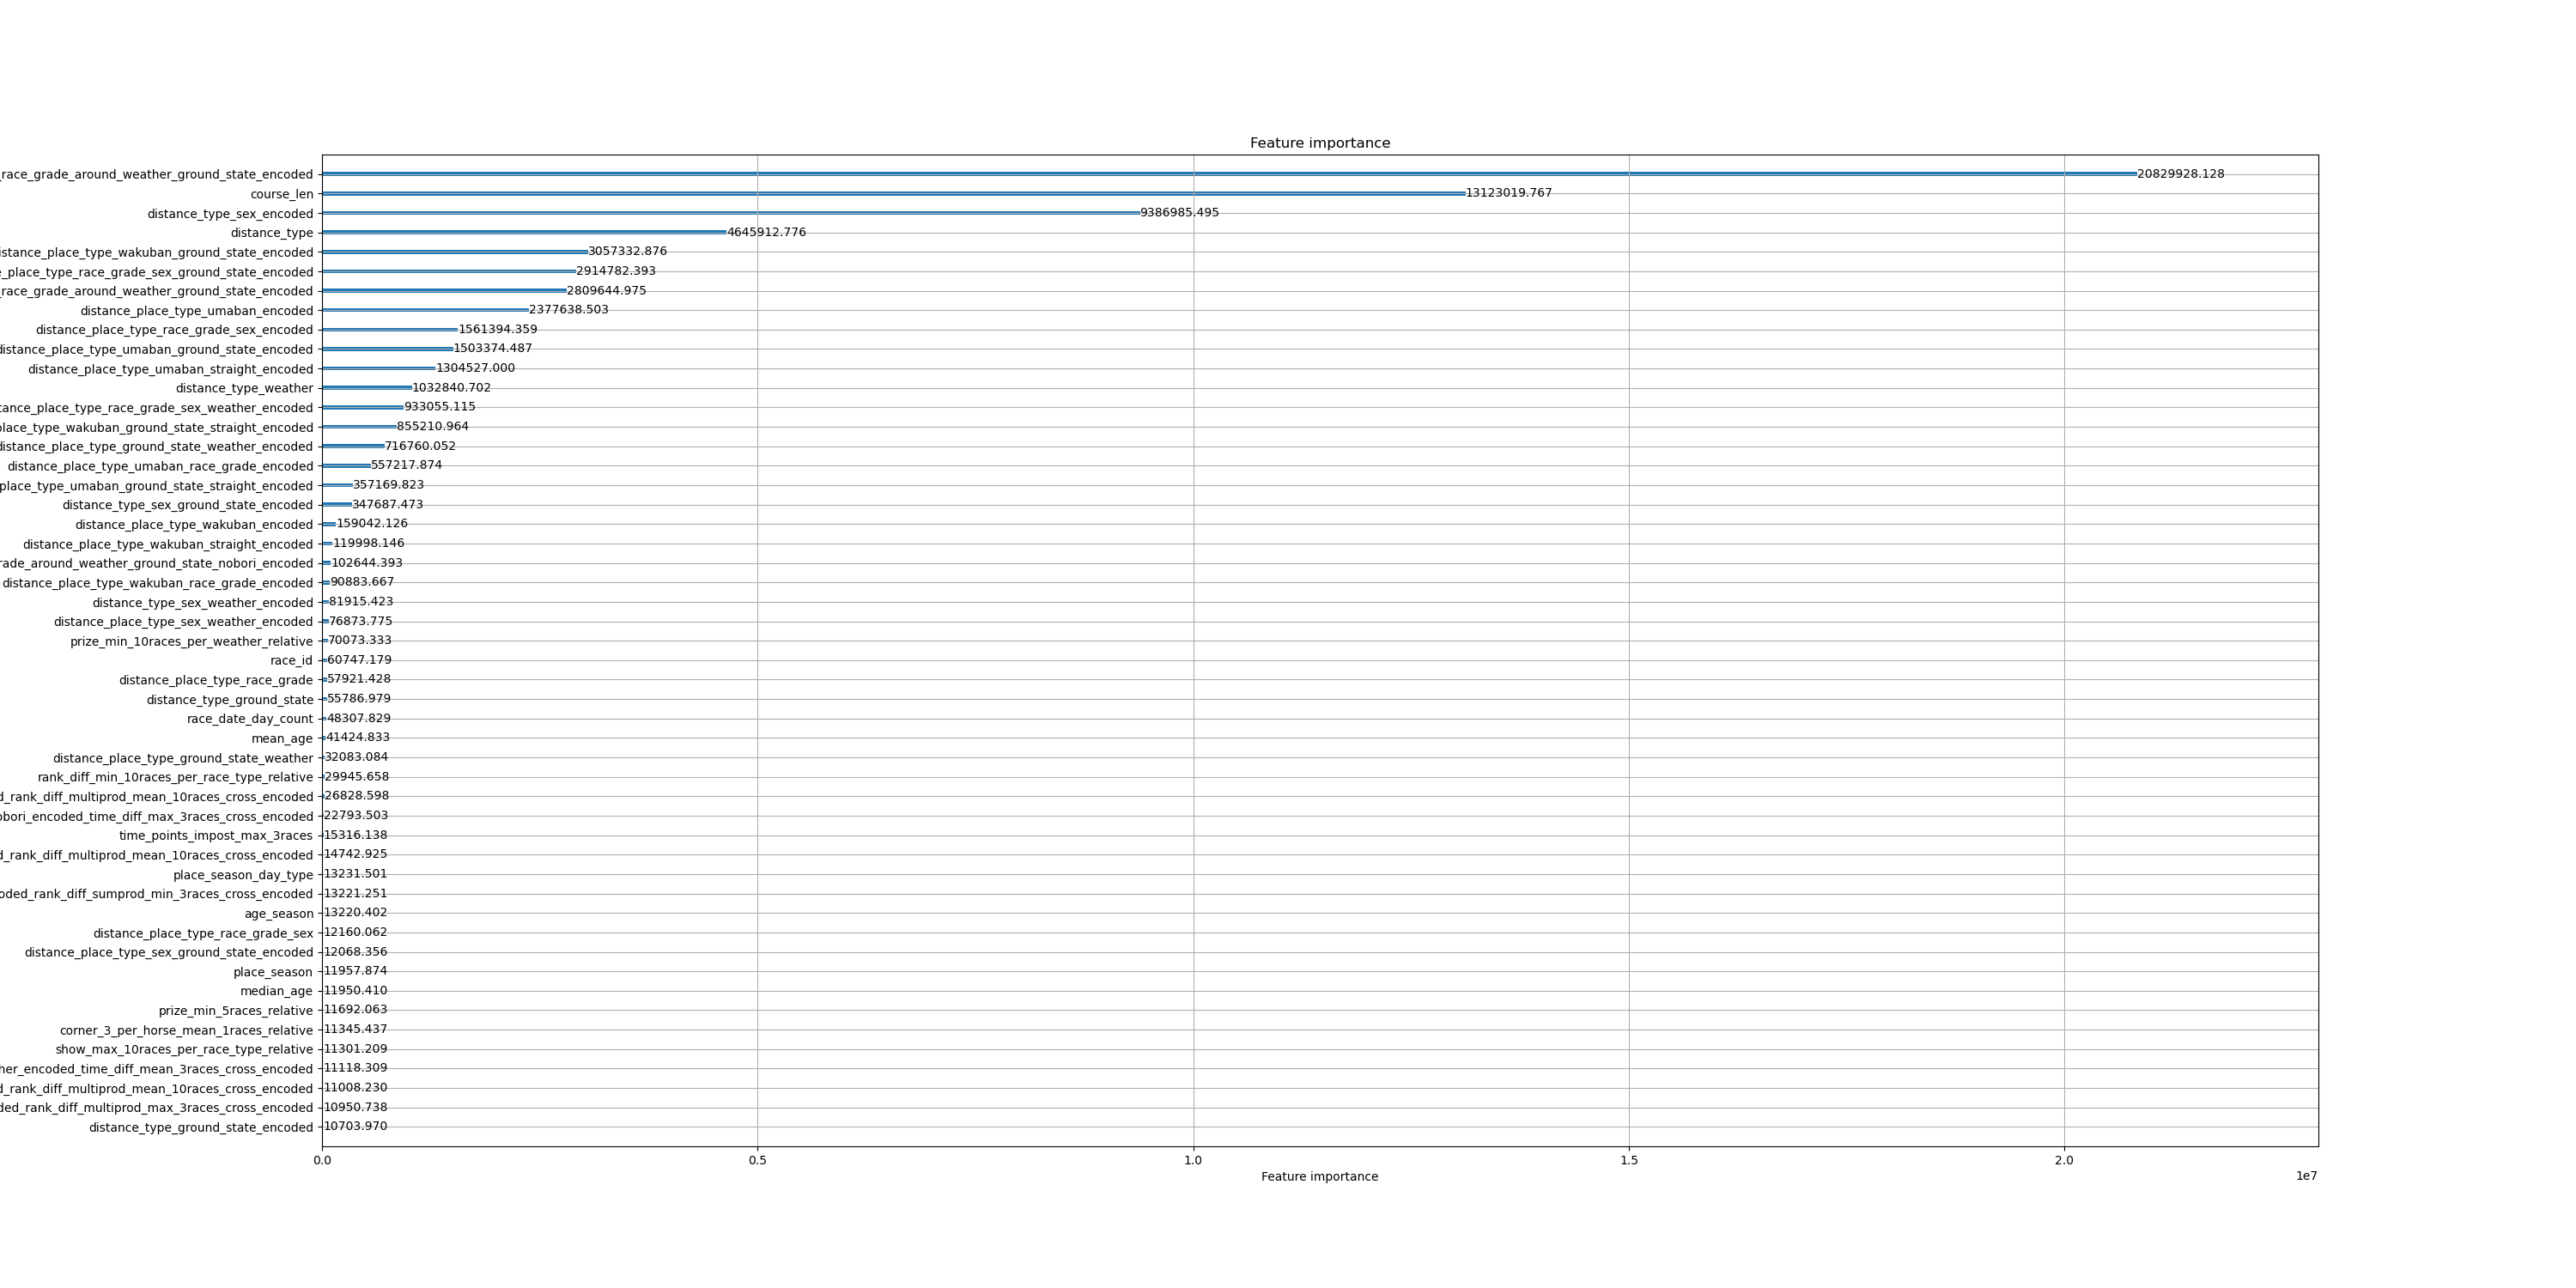 Feature importance
race_grade_around_weather_ground_state_encoded 20829928.128
course_len 13123019.767
distance_type_sex_encoded 9386985.495
distance_type 4645912.776
istance_place_type_wakuban_ground_state_encoded 3057332.876
_place_type_race_grade_sex_ground_state_encoded 2914782.393
race_grade_around_weather_ground_state_encoded 2809644.975
distance_place_type_umaban_encoded 2377638.503
distance_place_type_race_grade_sex_encoded 1561394.359
distance_place_type_umaban_ground_state_encoded 1503374.487
distance_place_type_umaban_straight_encoded 1304527.000
distance_type_weather 1032840.702
tance_place_type_race_grade_sex_weather_encoded 933055.115
place_type_wakuban_ground_state_straight_encoded 855210.964
distance_place_type_ground_state_weather_encoded 716760.052
distance_place_type_umaban_race_grade_encoded 557217.874
place_type_umaban_ground_state_straight_encoded 357169.823
distance_type_sex_ground_state_encoded 347687.473
distance_place_type_wakuban_encoded 159042.126
distance_place_type_wakuban_straight_encoded 119998.146
rade_around_weather_ground_state_nobori_encoded 102644.393
distance_place_type_wakuban_race_grade_encoded 90883.667
distance_type_sex_weather_encoded 81915.423
distance_place_type_sex_weather_encoded 76873.775
prize_min_10races_per_weather_relative 70073.333
race_id 60747.179
distance_place_type_race_grade 57921.428
distance_type_ground_state 55786.979
race_date_day_count 48307.829
mean_age 41424.833
distance_place_type_ground_state_weather 32083.084
rank_diff_min_10races_per_race_type_relative 29945.658
d_rank_diff_multiprod_mean_10races_cross_encoded 26828.598
obori_encoded_time_diff_max_3races_cross_encoded 22793.503
time_points_impost_max_3races 15316.138
d_rank_diff_multiprod_mean_10races_cross_encoded 14742.925
place_season_day_type 13231.501
oded_rank_diff_sumprod_min_3races_cross_encoded 13221.251
age_season 13220.402
distance_place_type_race_grade_sex 12160.062
distance_place_type_sex_ground_state_encoded 12068.356
place_season 11957.874
median_age 11950.410
prize_min_5races_relative 11692.063
corner_3_per_horse_mean_1races_relative 11345.437
show_max_10races_per_race_type_relative 11301.209
her_encoded_time_diff_mean_3races_cross_encoded 11118.309
d_rank_diff_multiprod_mean_10races_cross_encoded 11008.230
ded_rank_diff_multiprod_max_3races_cross_encoded 10950.738
distance_type_ground_state_encoded 10703.970
0.0 0.5 1.0 1.5 2.0
Feature importance
1e7